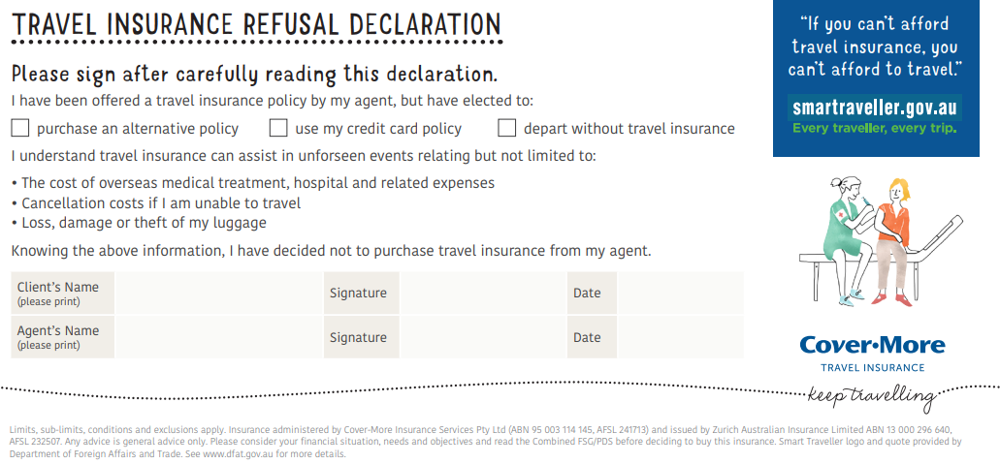 TRAVEL INSURANCE REFUSAL DECLARATION
Please sign after carefully reading this declaration.
I have been offered a travel insurance policy by my agent, but have elected to:
purchase an alternative policy
use my credit card policy
depart without travel insurance
I understand travel insurance can assist in unforseen events relating but not limited to:
• The cost of overseas medical treatment, hospital and related expenses
• Cancellation costs if I am unable to travel
• Loss, damage or theft of my luggage
Knowing the above information, I have decided not to purchase travel insurance from my agent.
Client's Name
(please print)
Signature
Date
Agent's Name
(please print)
Signature
Date
"If you can't afford
travel insurance, you
can't afford to travel."
smartraveller.gov.au
Every traveller, every trip.
Cover·More
TRAVEL INSURANCE
keep travelling
Limits, sub-limits, conditions and exclusions apply. Insurance administered by Cover-More Insurance Services Pty Ltd (ABN 95 003 114 145, AFSL 241713) and issued by Zurich Australian Insurance Limited ABN 13 000 296 640,
AFSL 232507. Any advice is general advice only. Please consider your financial situation, needs and objectives and read the Combined FSG/PDS before deciding to buy this insurance. Smart Traveller logo and quote provided by
Department of Foreign Affairs and Trade. See www.dfat.gov.au for more details.